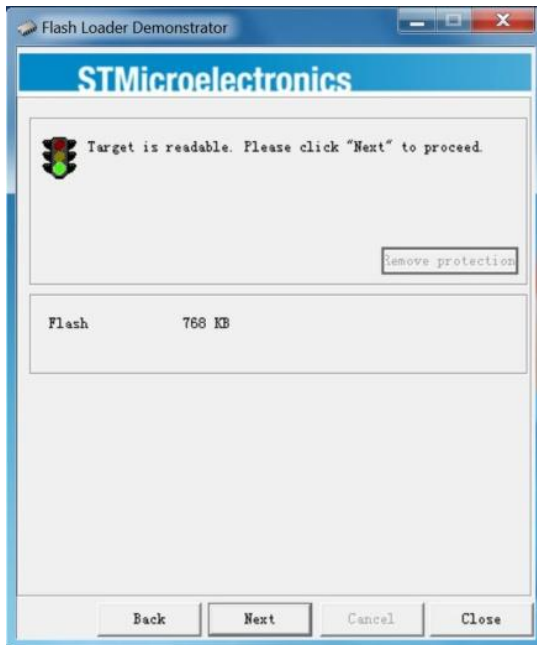 Flash Loader Demonstrator
STMicroelectronics
Target is readable. Please click "Next" to proceed.
Remove protection
Flash 768 KB
Back Next Cancel Close